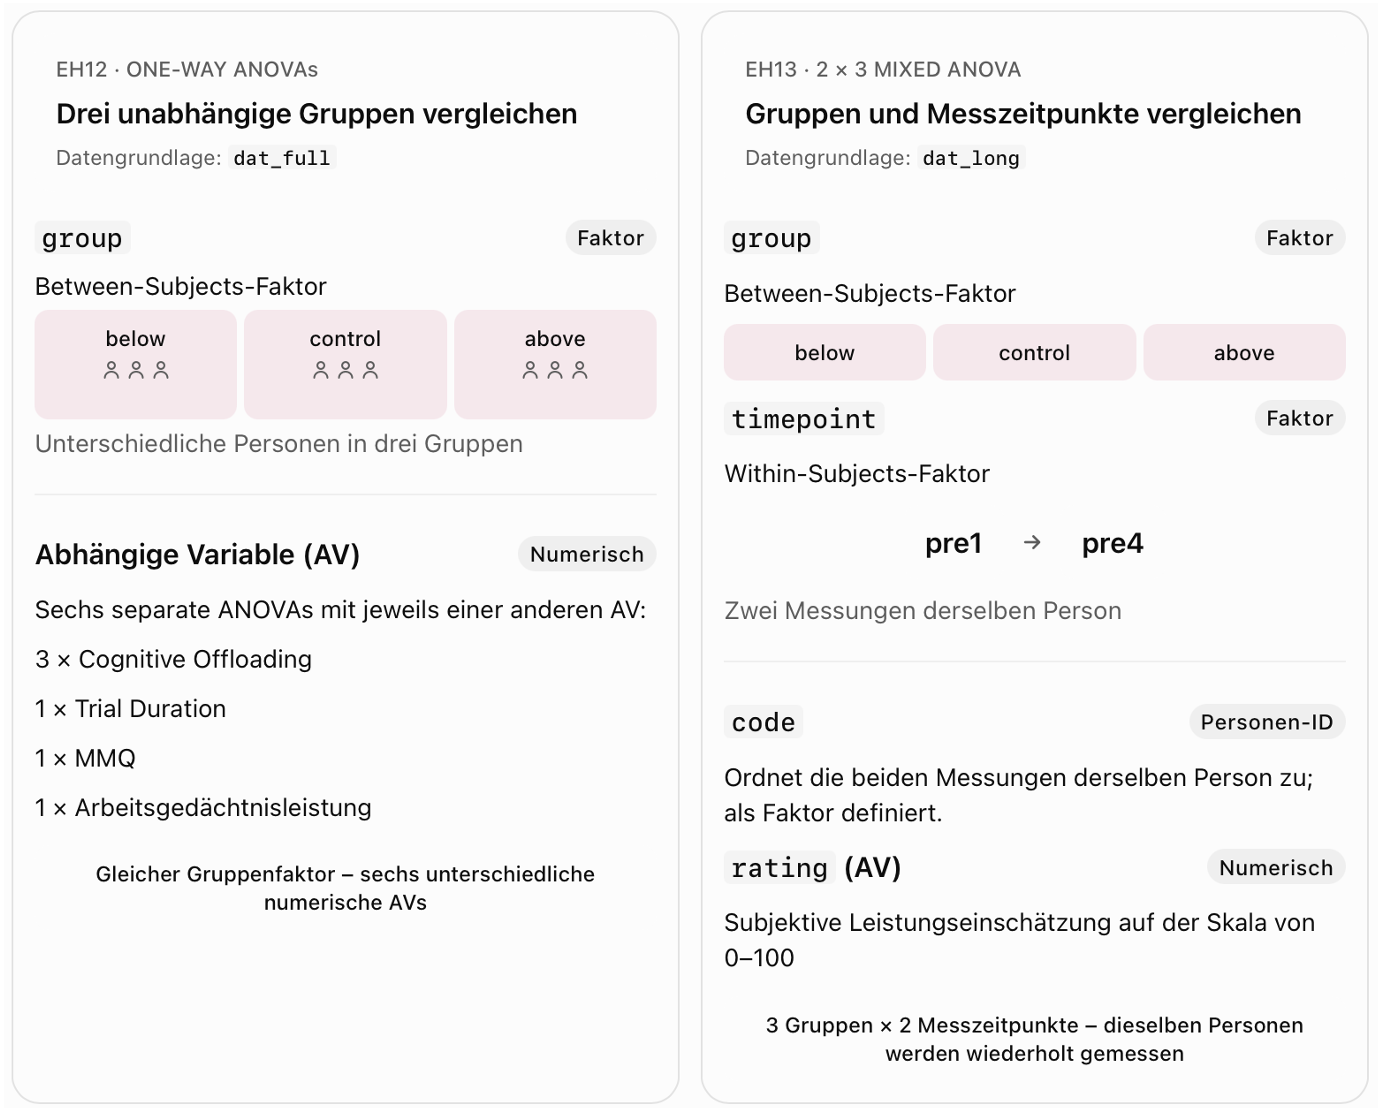 EH12 · ONE-WAY ANOVAs
Drei unabhängige Gruppen vergleichen
Datengrundlage: dat_full
group Faktor
Between-Subjects-Faktor
below control above
Unterschiedliche Personen in drei Gruppen
Abhängige Variable (AV) Numerisch
Sechs separate ANOVAs mit jeweils einer anderen AV:
3 × Cognitive Offloading
1 × Trial Duration
1 × MMQ
1 × Arbeitsgedächtnisleistung
Gleicher Gruppenfaktor – sechs unterschiedliche
numerische AVs
EH13 · 2 × 3 MIXED ANOVA
Gruppen und Messzeitpunkte vergleichen
Datengrundlage: dat_long
group Faktor
Between-Subjects-Faktor
below control above
timepoint Faktor
Within-Subjects-Faktor
pre1 → pre4
Zwei Messungen derselben Person
code Personen-ID
Ordnet die beiden Messungen derselben Person zu;
als Faktor definiert.
rating (AV) Numerisch
Subjektive Leistungseinschätzung auf der Skala von
0–100
3 Gruppen × 2 Messzeitpunkte – dieselben Personen
werden wiederholt gemessen